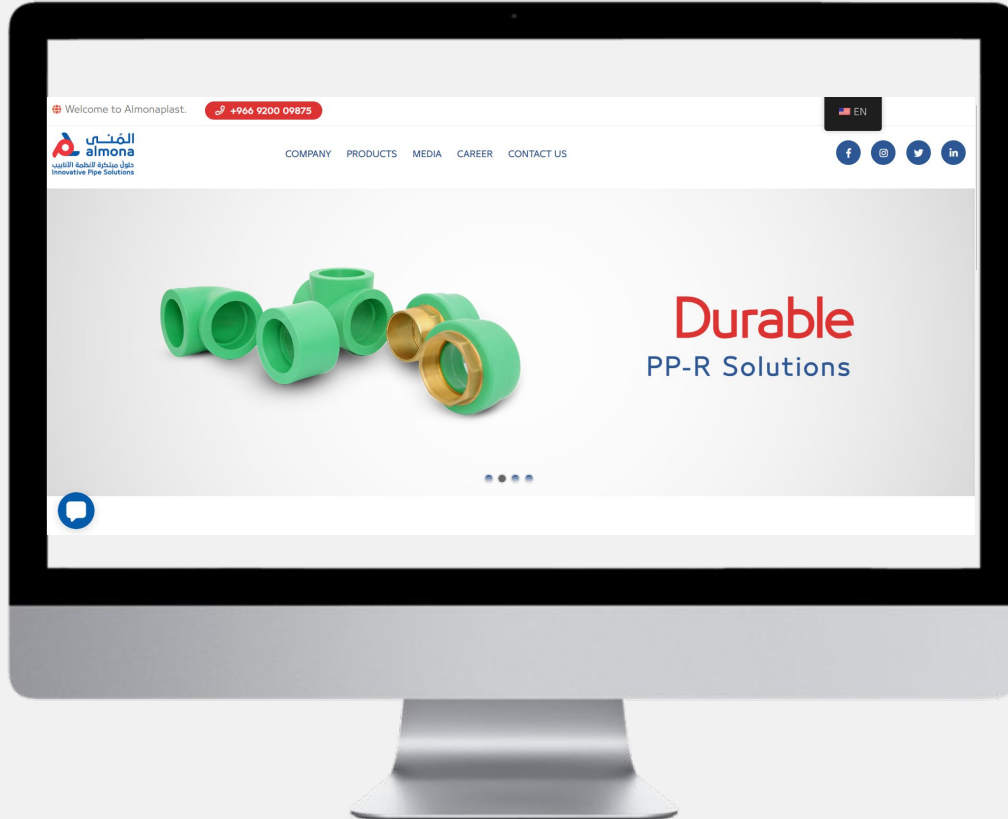 Welcome to Almonaplast.
+966 9200 09875
EN
المُنى
almona
حلول مبتكرة لأنظمة الأنابيب
Innovative Pipe Solutions
COMPANY PRODUCTS MEDIA CAREER CONTACT US
Durable
PP-R Solutions